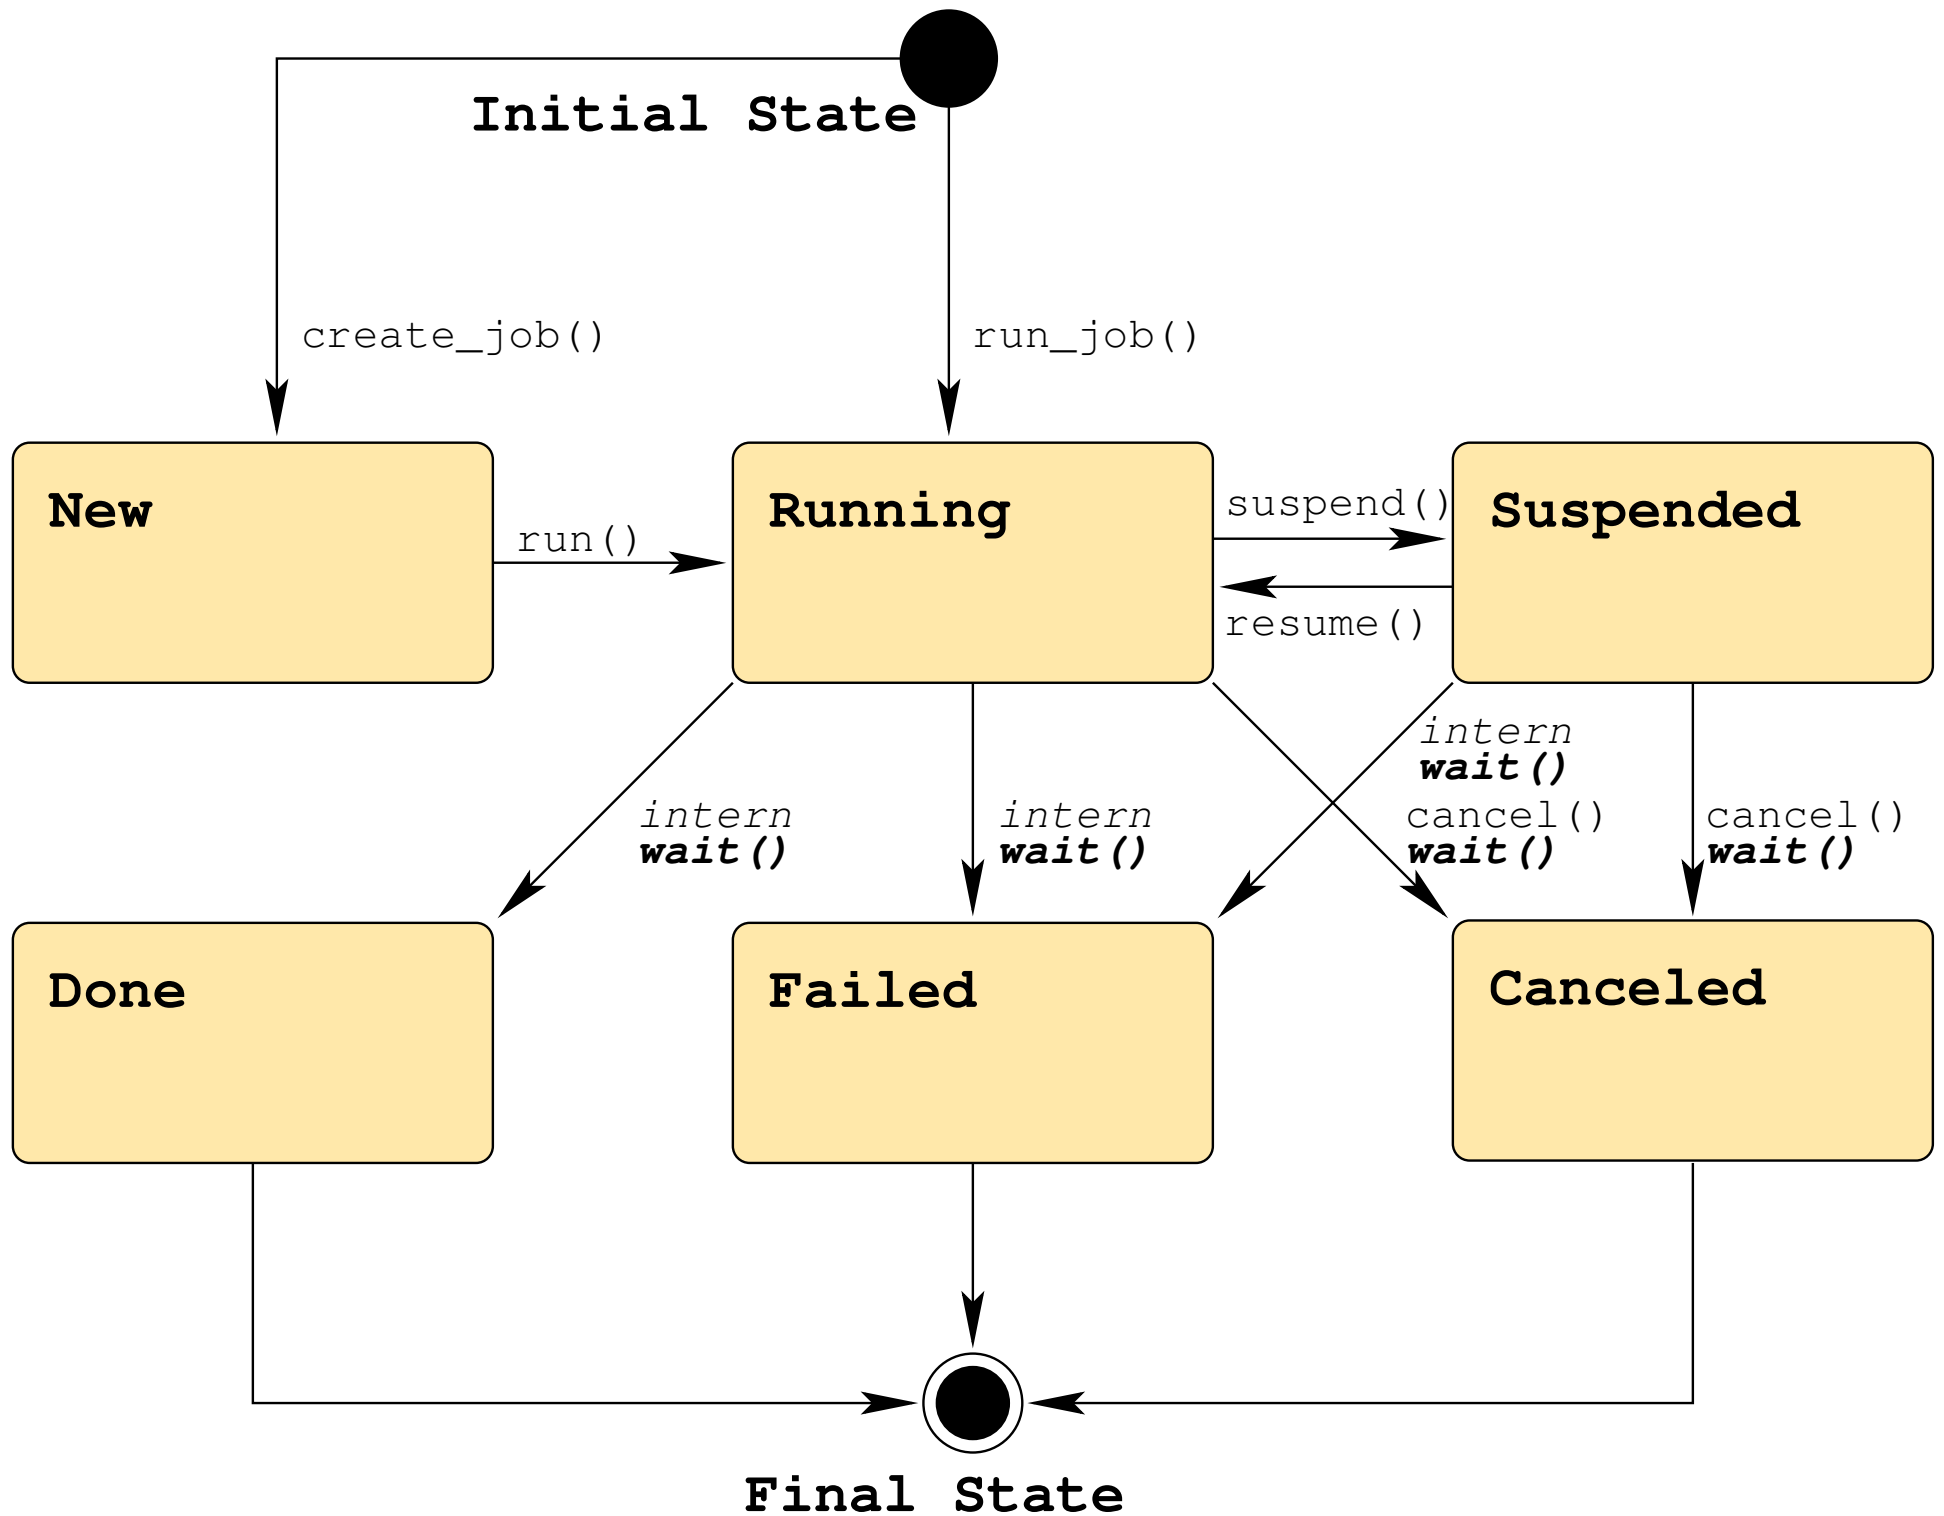 Initial State
create_job()
run_job()
New
Running
Suspended
run()
suspend()
resume()
intern
wait()
intern
wait()
intern
wait()
cancel()
wait()
cancel()
wait()
Done
Failed
Canceled
Final State